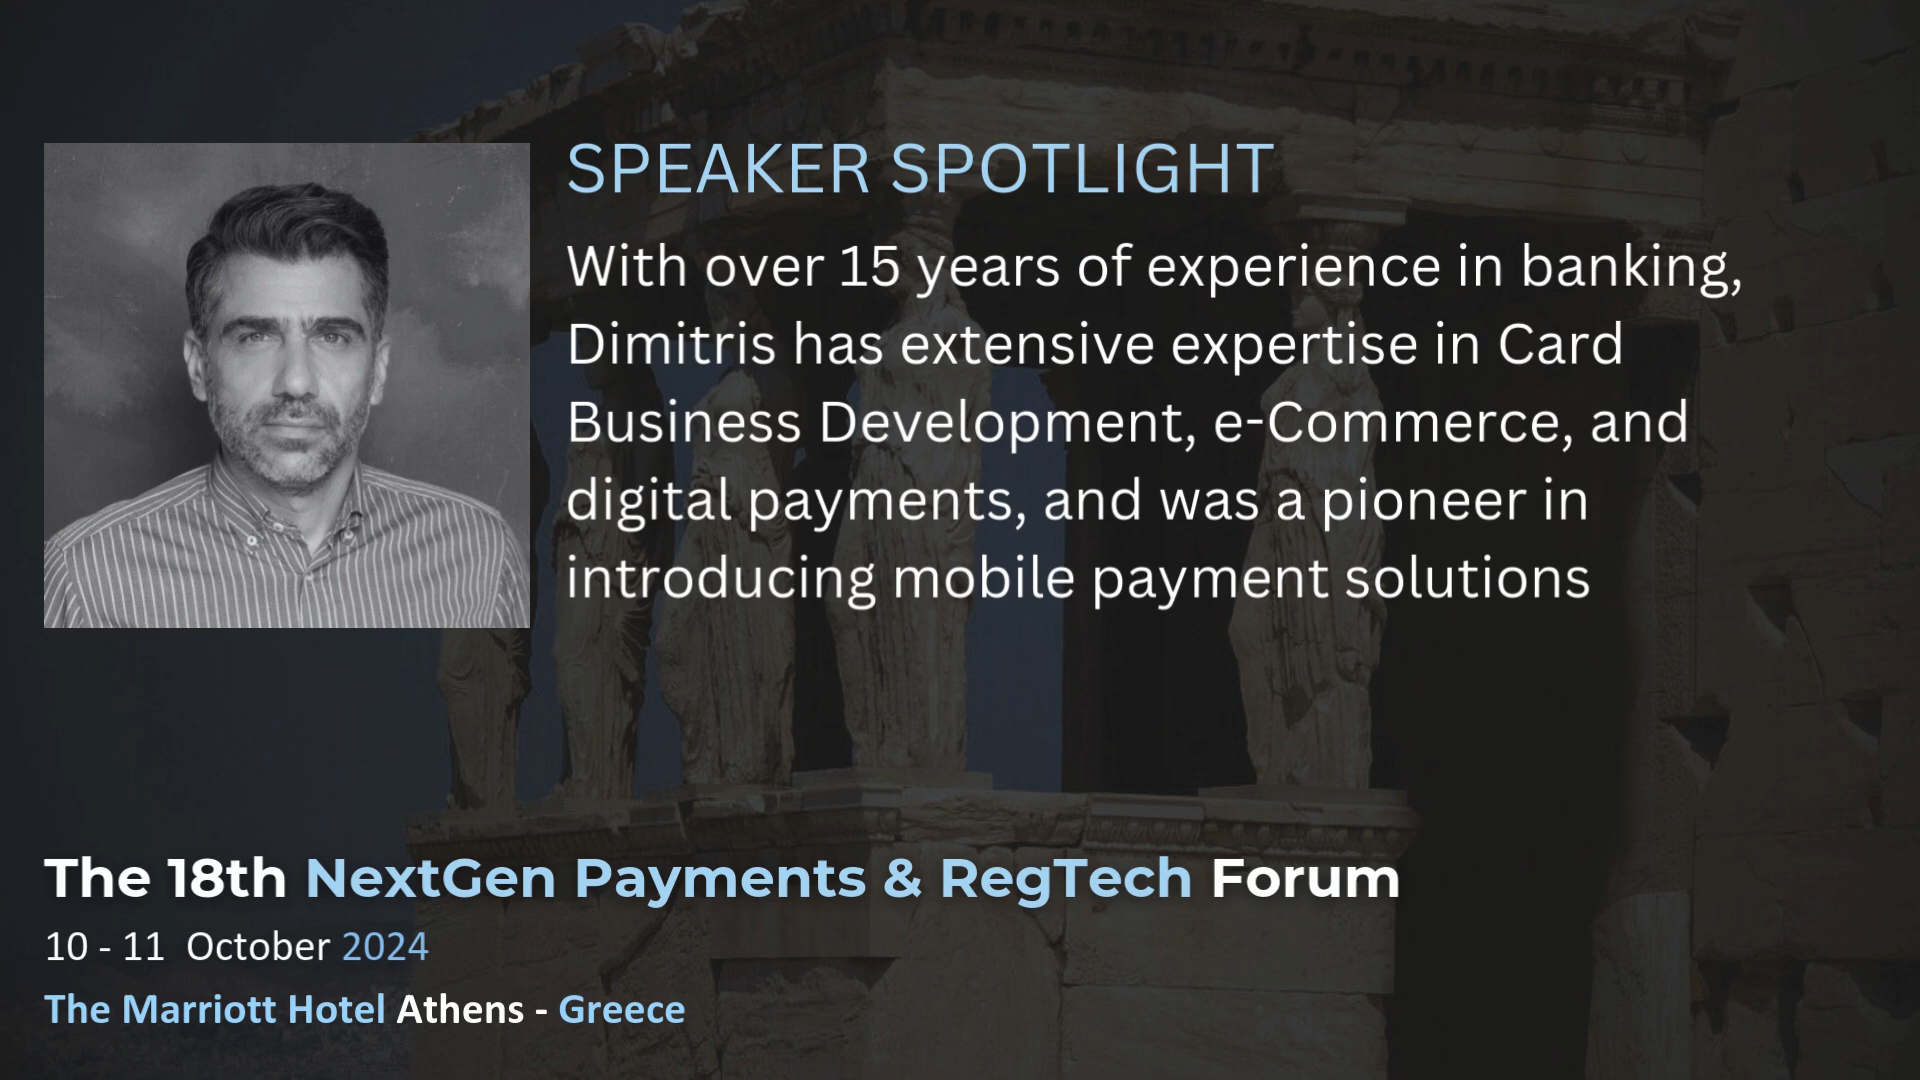 SPEAKER SPOTLIGHT
With over 15 years of experience in banking,
Dimitris has extensive expertise in Card
Business Development, e-Commerce, and
digital payments, and was a pioneer in
introducing mobile payment solutions
The 18th NextGen Payments & RegTech Forum
10 - 11 October 2024
The Marriott Hotel Athens - Greece